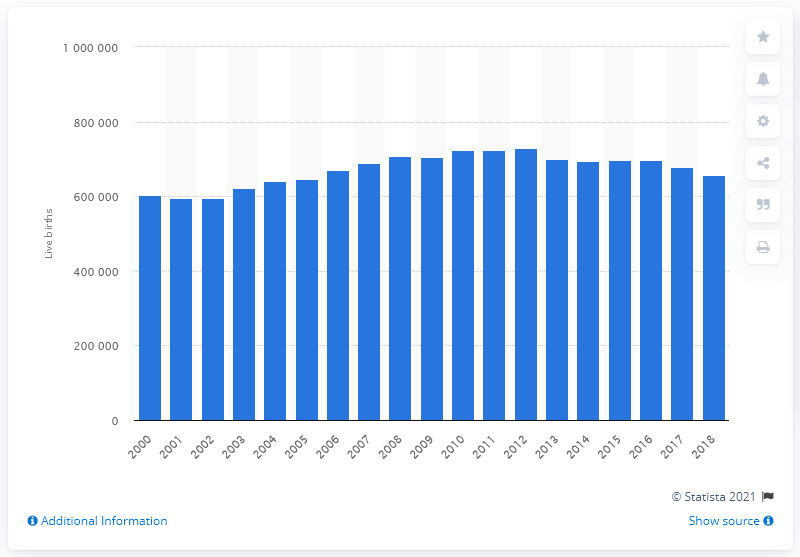 1 000 000
800 000
600 000
400 000
200 000
0
Live births
2000 2001 2002 2003 2004 2005 2006 2007 2008 2009 2010 2011 2012 2013 2014 2015 2016 2017 2018
© Statista 2021
Additional Information
Show source